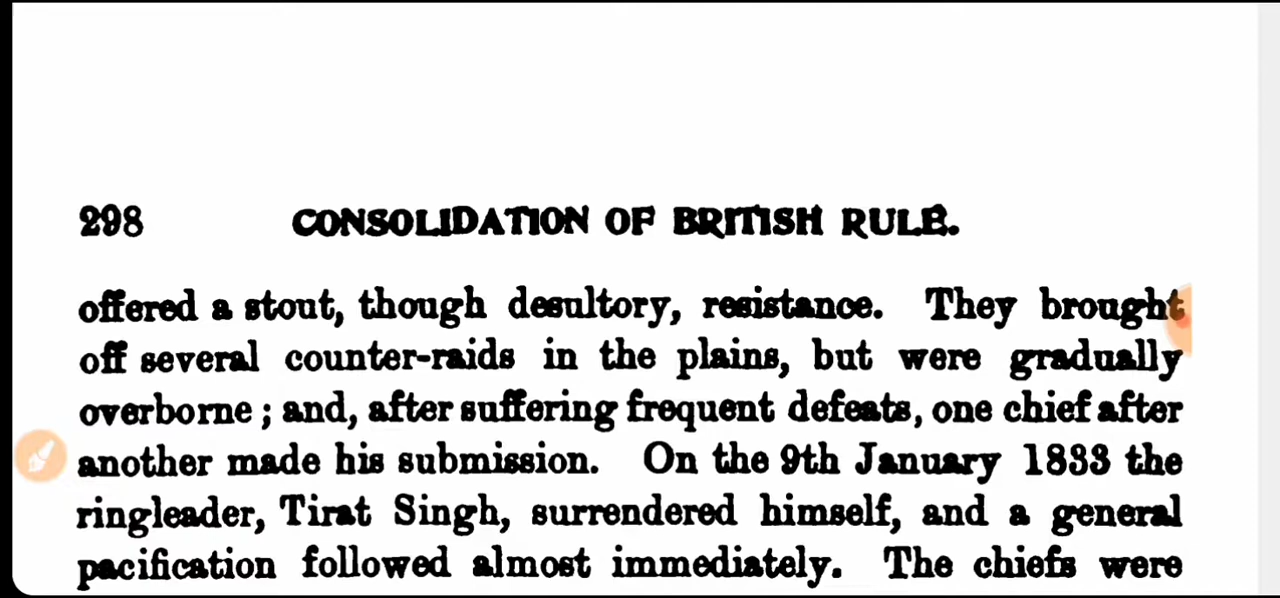 298 CONSOLIDATION OF BRITISH RULE.
offered a stout, though desultory, resistance. They brought
off several counter-raids in the plains, but were gradually
overborne ; and, after suffering frequent defeats, one chief after
another made his submission. On the 9th January 1833 the
ringleader, Tirat Singh, surrendered himself, and a general
pacification followed almost immediately. The chiefs were